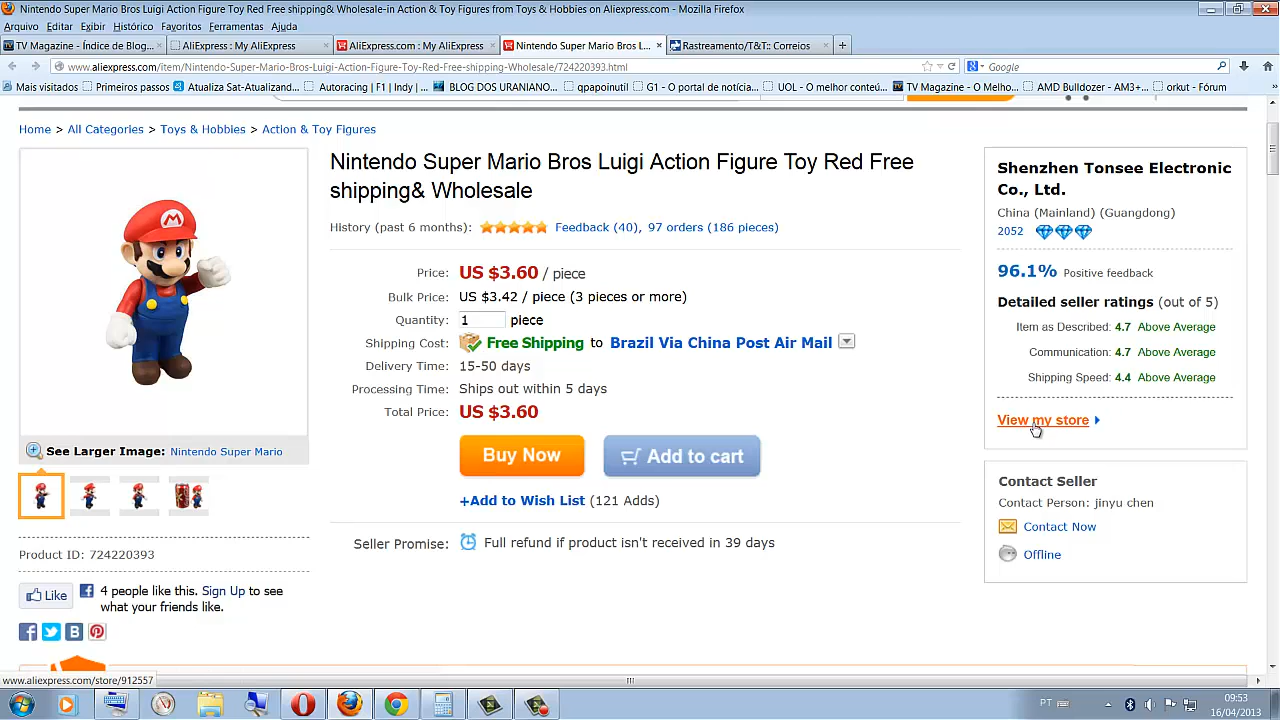 Nintendo Super Mario Bros Luigi Action Figure Toy Red Free shipping& Wholesale-in Action & Toy Figures from Toys & Hobbies on Aliexpress.com - Mozilla Firefox
Arquivo Editar Exibir Histórico Favoritos Ferramentas Ajuda
TV Magazine - Índice de Blog... AliExpress : My AliExpress AliExpress.com : My AliExpress Nintendo Super Mario Bros L... Rastreamento/T&T:: Correios
www.aliexpress.com/item/Nintendo-Super-Mario-Bros-Luigi-Action-Figure-Toy-Red-Free-shipping-Wholesale/724220393.html Google
Mais visitados Primeiros passos Atualiza Sat-Atualizand... Autoracing | F1 | Indy |... BLOG DOS URANIANO... qpapoinutil G1 - O portal de notícia... UOL - O melhor conteú... TV Magazine - O Melho... AMD Bulldozer - AM3+... orkut - Fórum
Home > All Categories > Toys & Hobbies > Action & Toy Figures
Nintendo Super Mario Bros Luigi Action Figure Toy Red Free
shipping& Wholesale
History (past 6 months): Feedback (40), 97 orders (186 pieces)
Price: US $3.60 / piece
Bulk Price: US $3.42 / piece (3 pieces or more)
Quantity: 1 piece
Shipping Cost: Free Shipping to Brazil Via China Post Air Mail
Delivery Time: 15-50 days
Processing Time: Ships out within 5 days
Total Price: US $3.60
Buy Now Add to cart
+Add to Wish List (121 Adds)
Seller Promise: Full refund if product isn't received in 39 days
M
See Larger Image: Nintendo Super Mario
Product ID: 724220393
Like 4 people like this. Sign Up to see
what your friends like.
Shenzhen Tonsee Electronic
Co., Ltd.
China (Mainland) (Guangdong)
2052
96.1% Positive feedback
Detailed seller ratings (out of 5)
Item as Described: 4.7 Above Average
Communication: 4.7 Above Average
Shipping Speed: 4.4 Above Average
View my store
Contact Seller
Contact Person: jinyu chen
Contact Now
Offline
www.aliexpress.com/store/912557
PT
09:53
16/04/2013